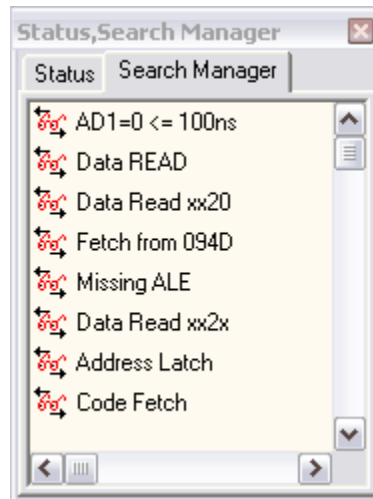 Status,Search Manager
Status Search Manager
AD1=0 <= 100ns
Data READ
Data Read xx20
Fetch from 094D
Missing ALE
Data Read xx2x
Address Latch
Code Fetch